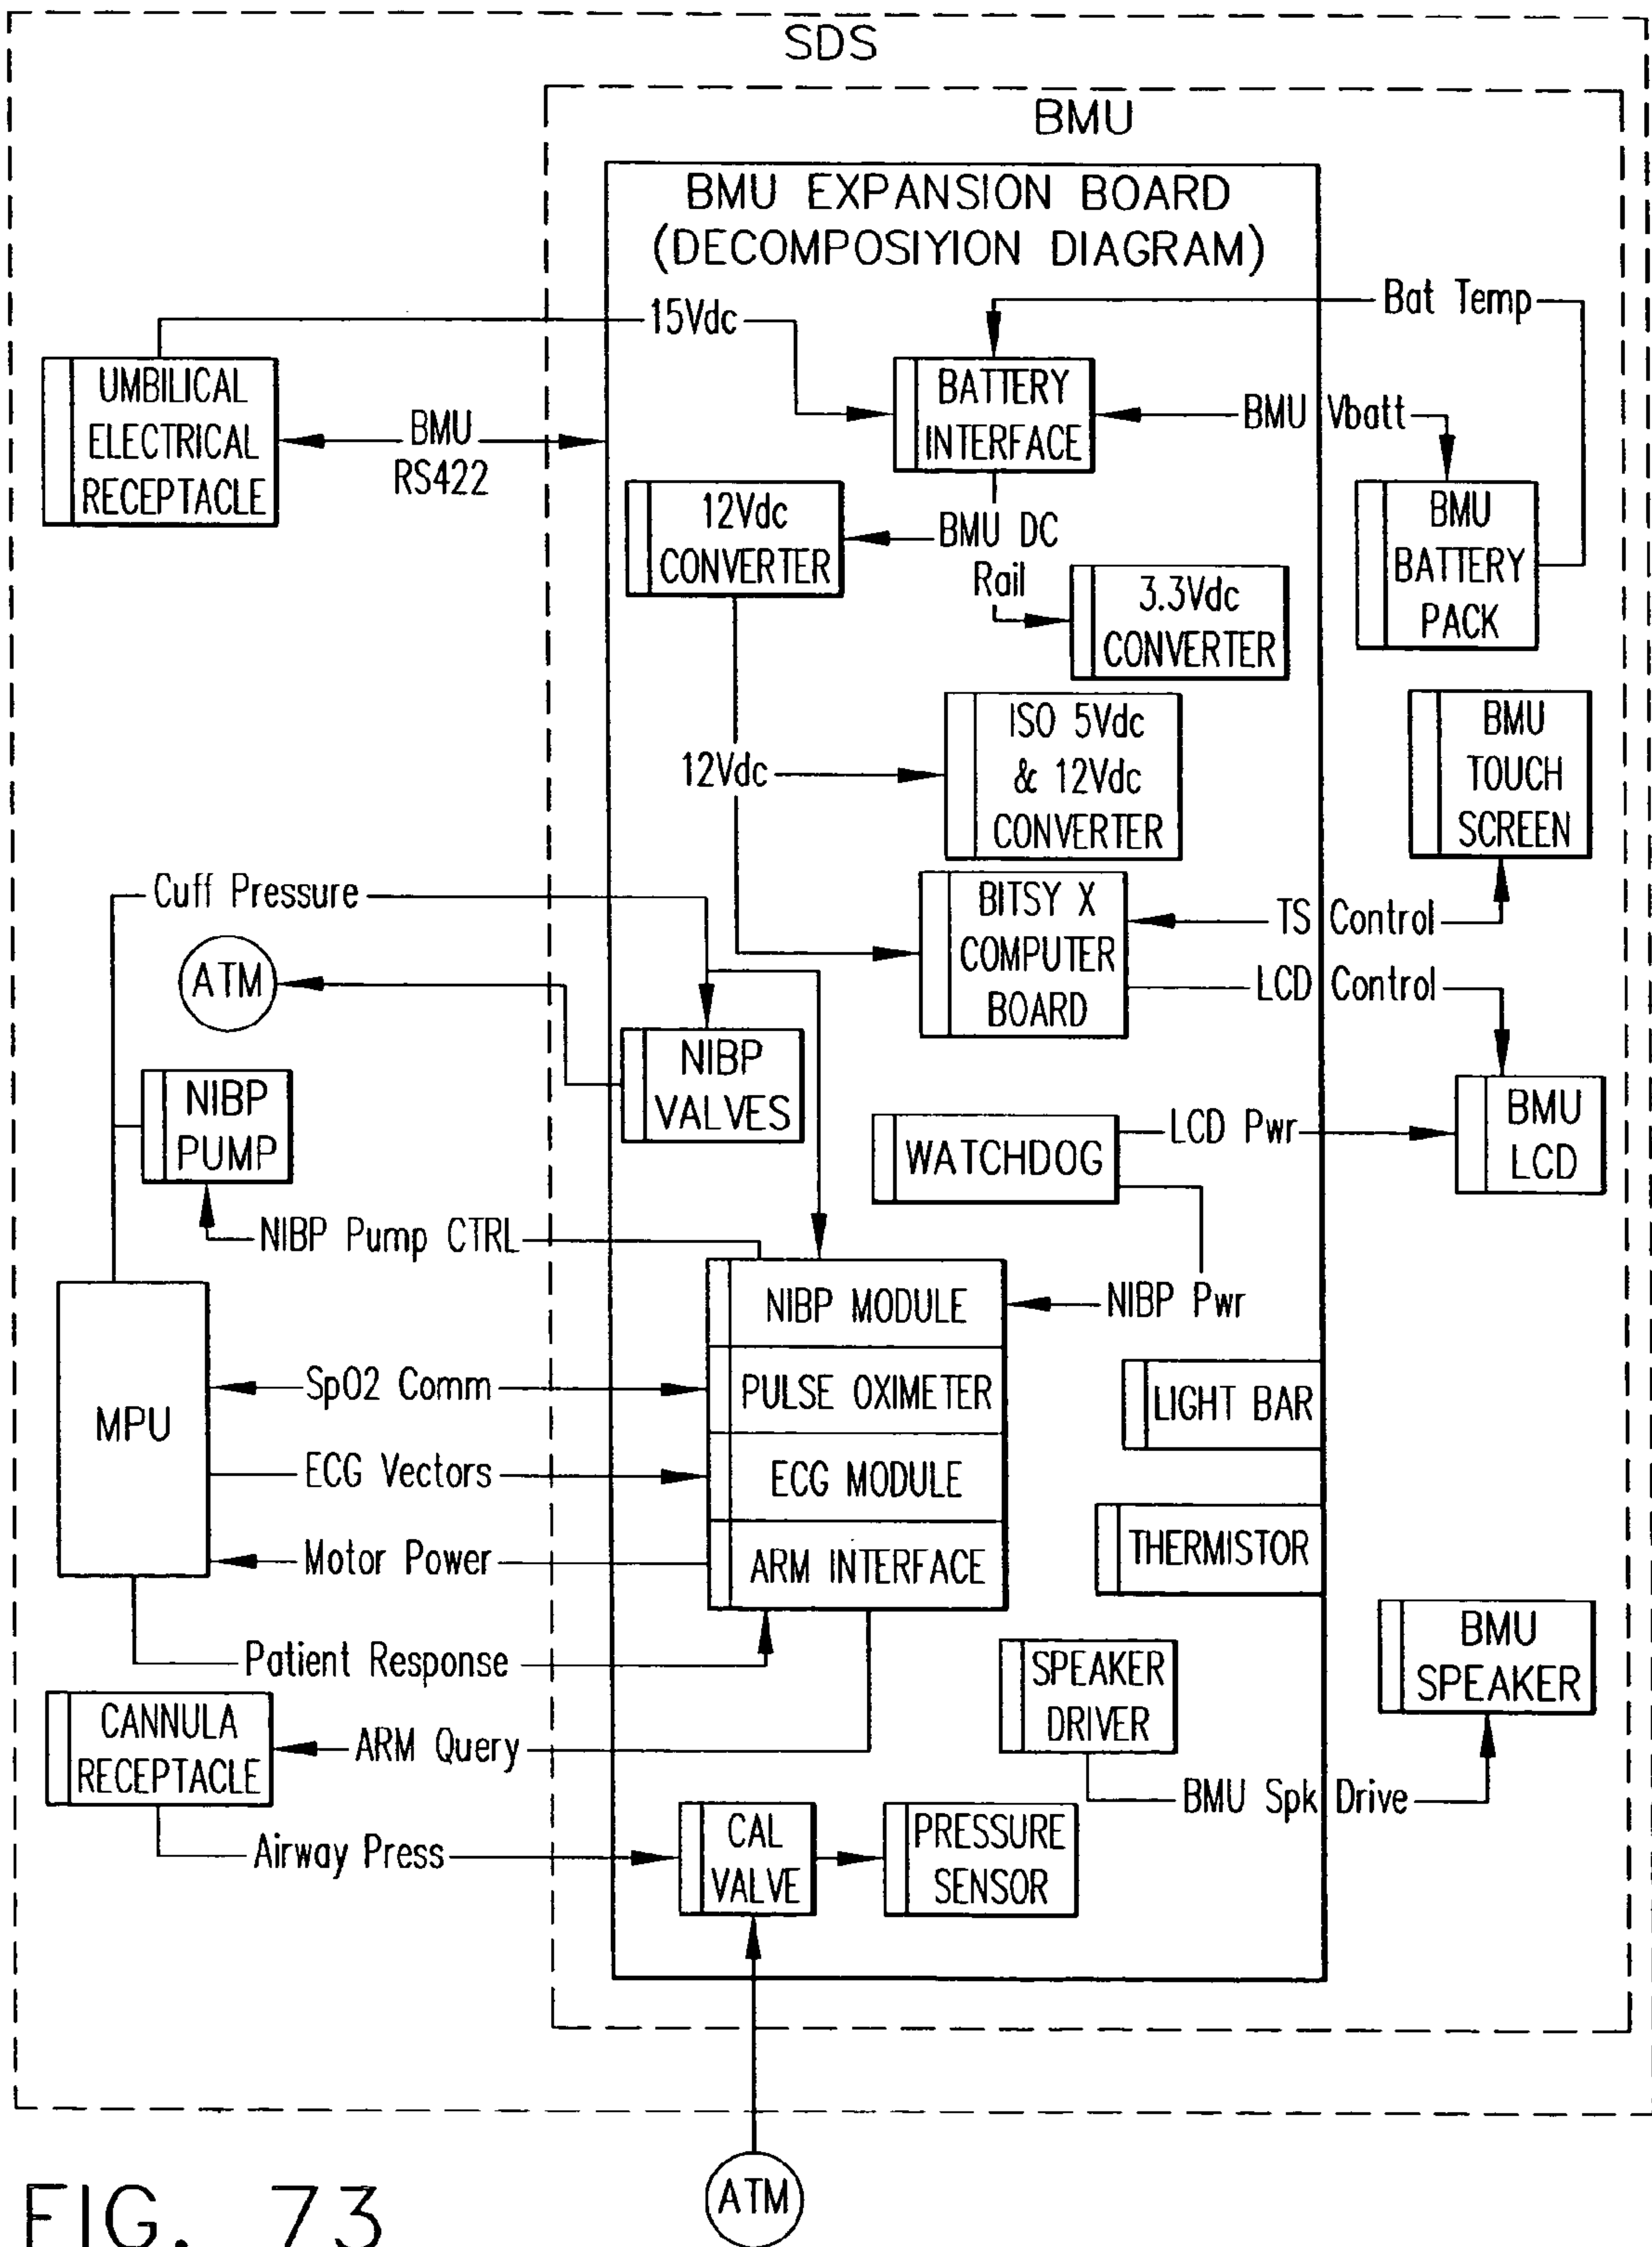 SDS
BMU
BMU EXPANSION BOARD
(DECOMPOSIYION DIAGRAM)
15Vdc
Bat Temp
UMBILICAL
ELECTRICAL
RECEPTACLE
BMU
RS422
BATTERY
INTERFACE
BMU Vbatt
12Vdc
CONVERTER
BMU DC
Rail
3.3Vdc
CONVERTER
BMU
BATTERY
PACK
12Vdc
ISO 5Vdc
& 12Vdc
CONVERTER
BMU
TOUCH
SCREEN
Cuff Pressure
ATM
BITSY X
COMPUTER
BOARD
TS Control
LCD Control
NIBP
VALVES
NIBP
PUMP
WATCHDOG
LCD Pwr
BMU
LCD
NIBP Pump CTRL
NIBP MODULE
NIBP Pwr
MPU
SpO2 Comm
PULSE OXIMETER
LIGHT BAR
ECG Vectors
ECG MODULE
Motor Power
ARM INTERFACE
THERMISTOR
Patient Response
CANNULA
RECEPTACLE
ARM Query
SPEAKER
DRIVER
BMU
SPEAKER
BMU Spk Drive
Airway Press
CAL
VALVE
PRESSURE
SENSOR
ATM
FIG. 73